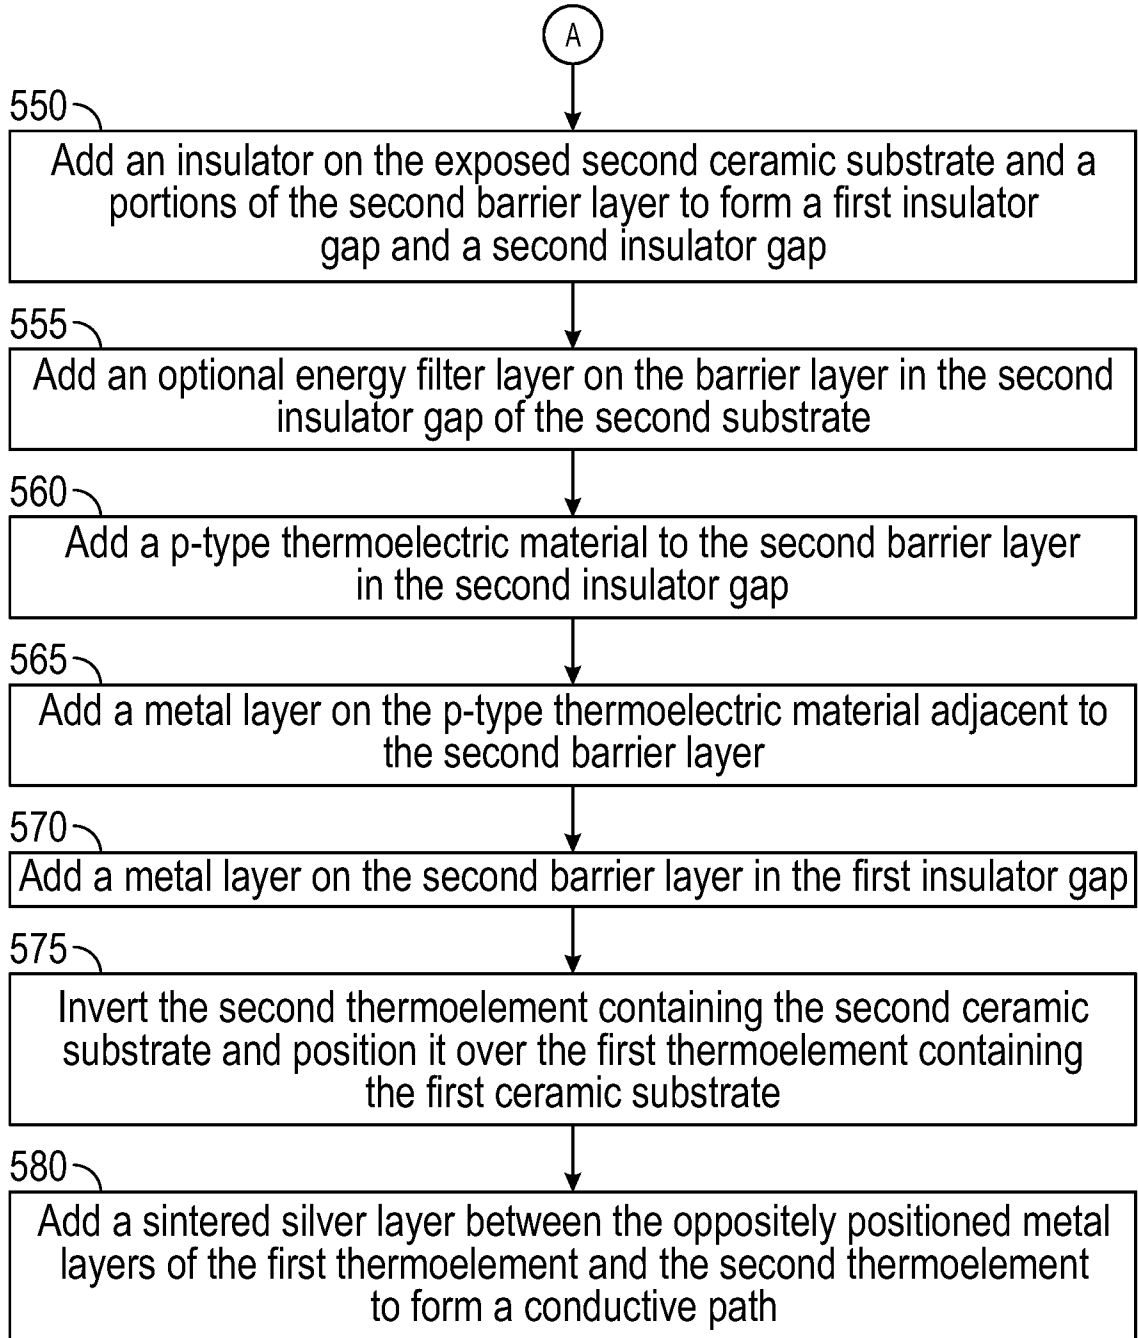 A
550
Add an insulator on the exposed second ceramic substrate and a
portions of the second barrier layer to form a first insulator
gap and a second insulator gap
555
Add an optional energy filter layer on the barrier layer in the second
insulator gap of the second substrate
560
Add a p-type thermoelectric material to the second barrier layer
in the second insulator gap
565
Add a metal layer on the p-type thermoelectric material adjacent to
the second barrier layer
570
Add a metal layer on the second barrier layer in the first insulator gap
575
Invert the second thermoelement containing the second ceramic
substrate and position it over the first thermoelement containing
the first ceramic substrate
580
Add a sintered silver layer between the oppositely positioned metal
layers of the first thermoelement and the second thermoelement
to form a conductive path